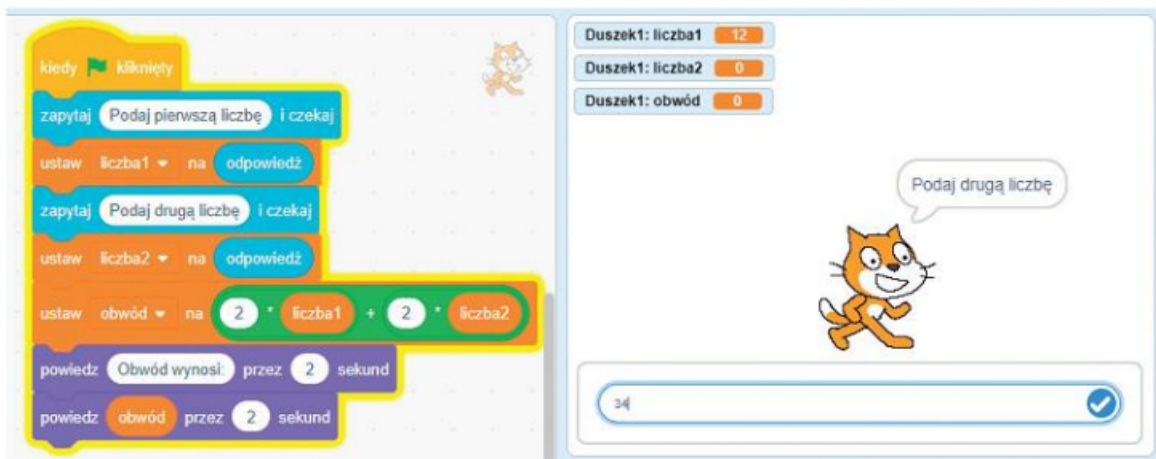 kiedy kliknięty
zapytaj Podaj pierwszą liczbę i czekaj
ustaw liczba1 na odpowiedź
zapytaj Podaj drugą liczbę i czekaj
ustaw liczba2 na odpowiedź
ustaw obwód na 2 * liczba1 + 2 * liczba2
powiedz Obwód wynosi: przez 2 sekund
powiedz obwód przez 2 sekund
Duszek1: liczba1 12
Duszek1: liczba2 0
Duszek1: obwód 0
Podaj drugą liczbę
34